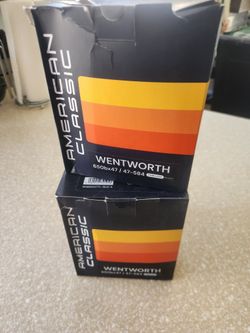 AMERICAN
CLASSIC
WENTWORTH
650bx47 / 47-584
AMERICAN
CLASSIC
WENTWORTH
650bx47 / 47-584